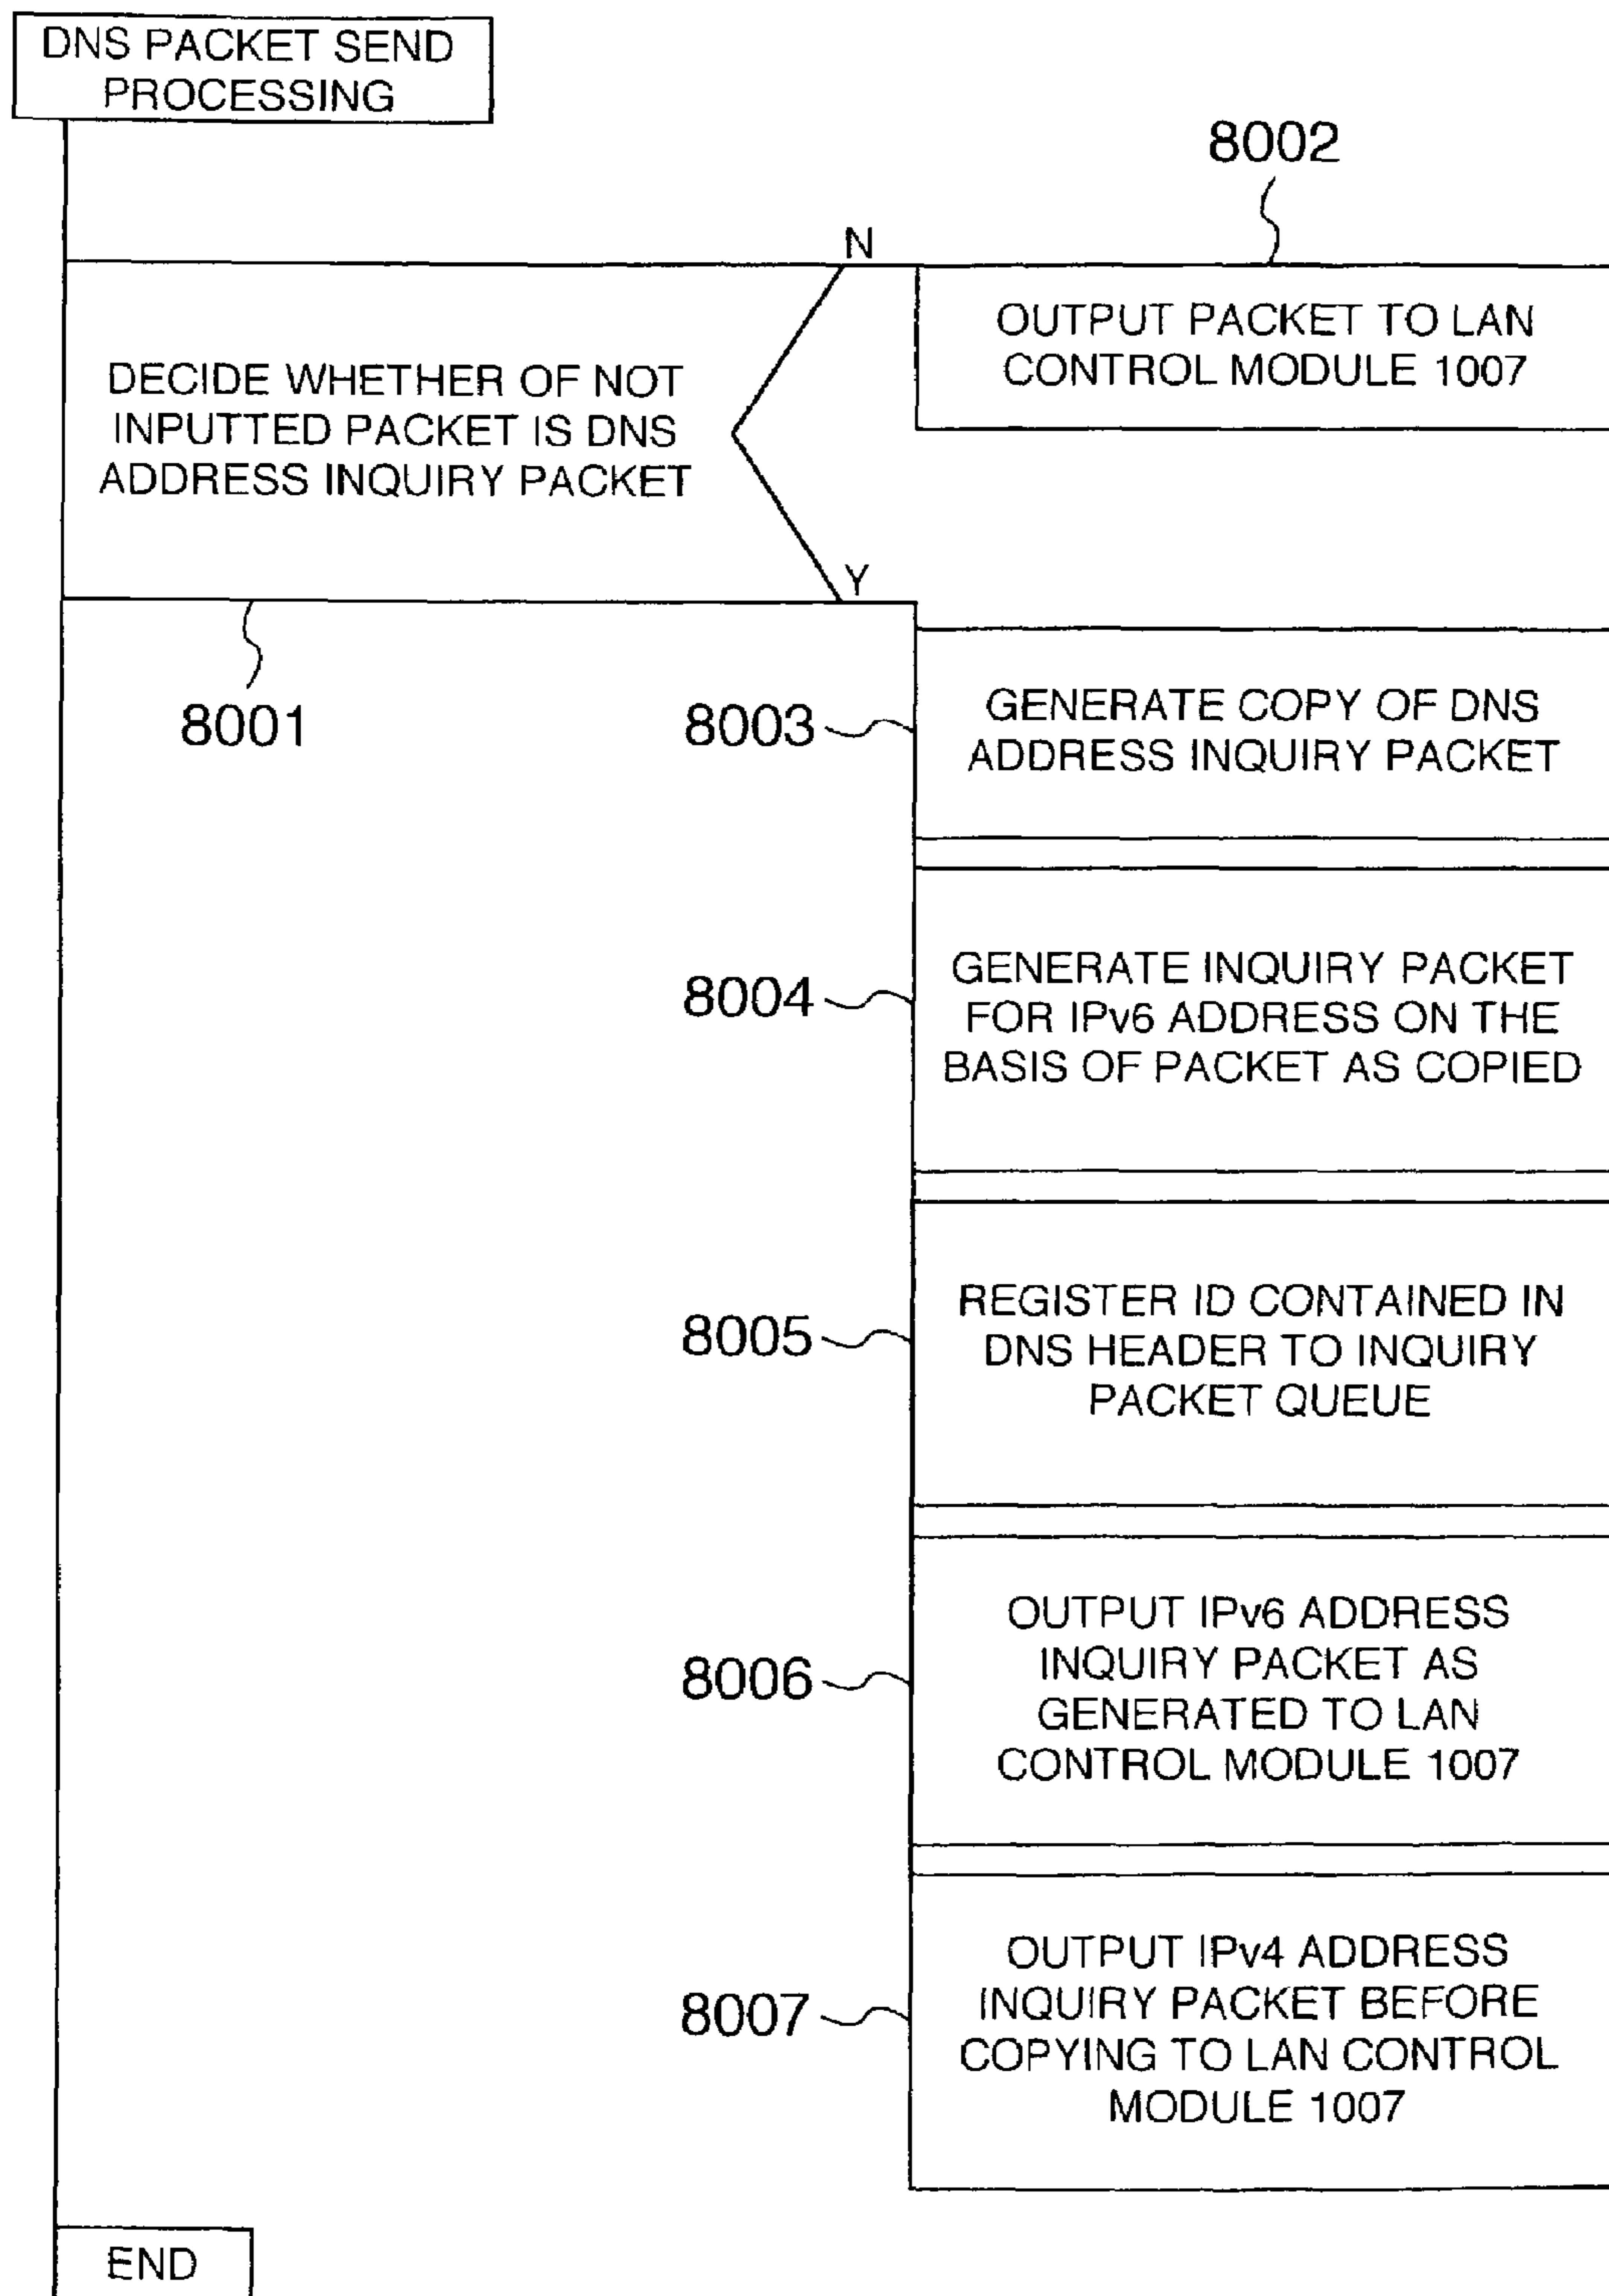 DNS PACKET SEND
PROCESSING
8002
N
OUTPUT PACKET TO LAN
CONTROL MODULE 1007
DECIDE WHETHER OF NOT
INPUTTED PACKET IS DNS
ADDRESS INQUIRY PACKET
Y
8001
8003
GENERATE COPY OF DNS
ADDRESS INQUIRY PACKET
8004
GENERATE INQUIRY PACKET
FOR IPv6 ADDRESS ON THE
BASIS OF PACKET AS COPIED
8005
REGISTER ID CONTAINED IN
DNS HEADER TO INQUIRY
PACKET QUEUE
8006
OUTPUT IPv6 ADDRESS
INQUIRY PACKET AS
GENERATED TO LAN
CONTROL MODULE 1007
8007
OUTPUT IPv4 ADDRESS
INQUIRY PACKET BEFORE
COPYING TO LAN CONTROL
MODULE 1007
END